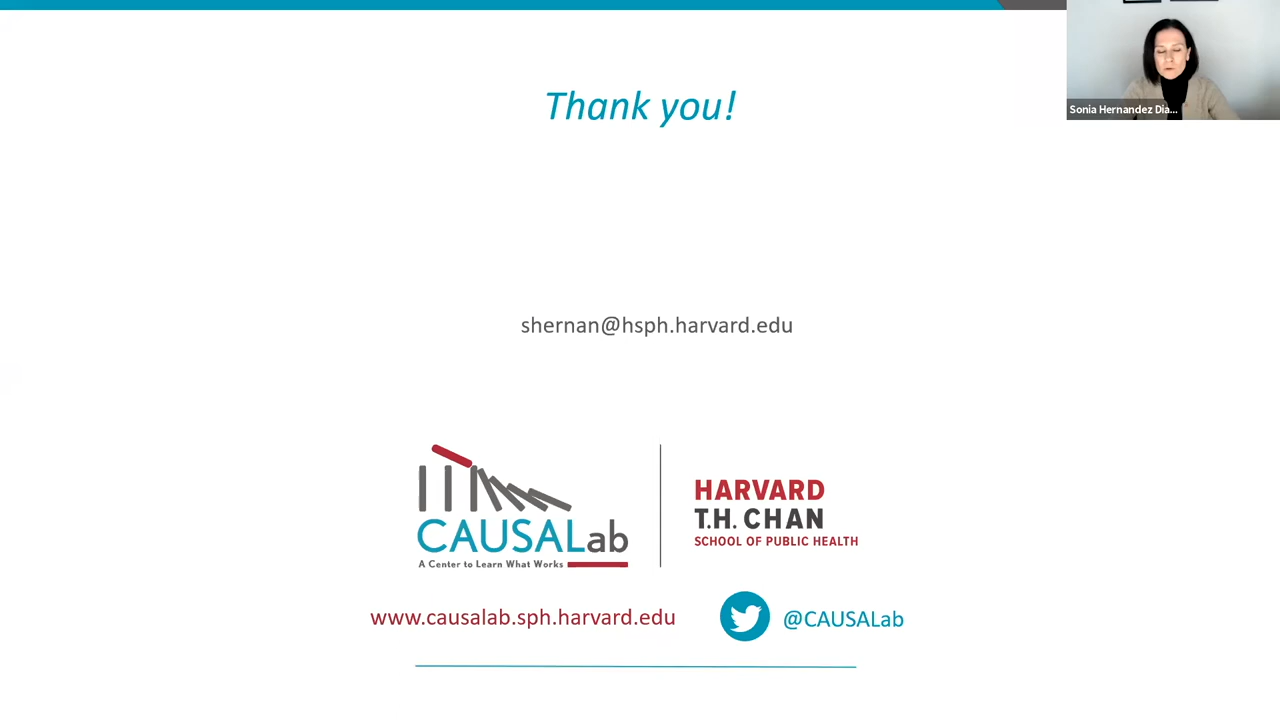 Thank you!
Sonia Hernandez Dia...
shernan@hsph.harvard.edu
CAUSALab
A Center to Learn What Works
HARVARD
T.H. CHAN
SCHOOL OF PUBLIC HEALTH
www.causalab.sph.harvard.edu
@CAUSALab